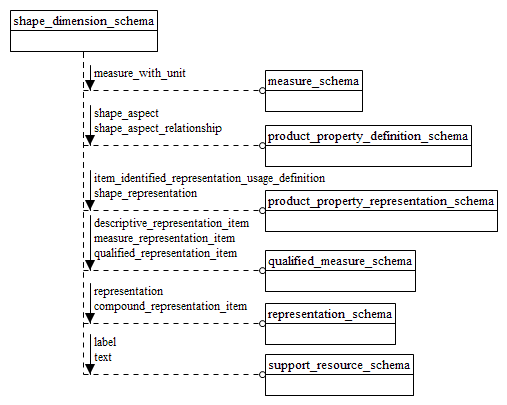 shape_dimension_schema
measure_with_unit
measure_schema
shape_aspect
shape_aspect_relationship
product_property_definition_schema
item_identified_representation_usage_definition
shape_representation
product_property_representation_schema
descriptive_representation_item
measure_representation_item
qualified_representation_item
qualified_measure_schema
representation
compound_representation_item
representation_schema
label
text
support_resource_schema